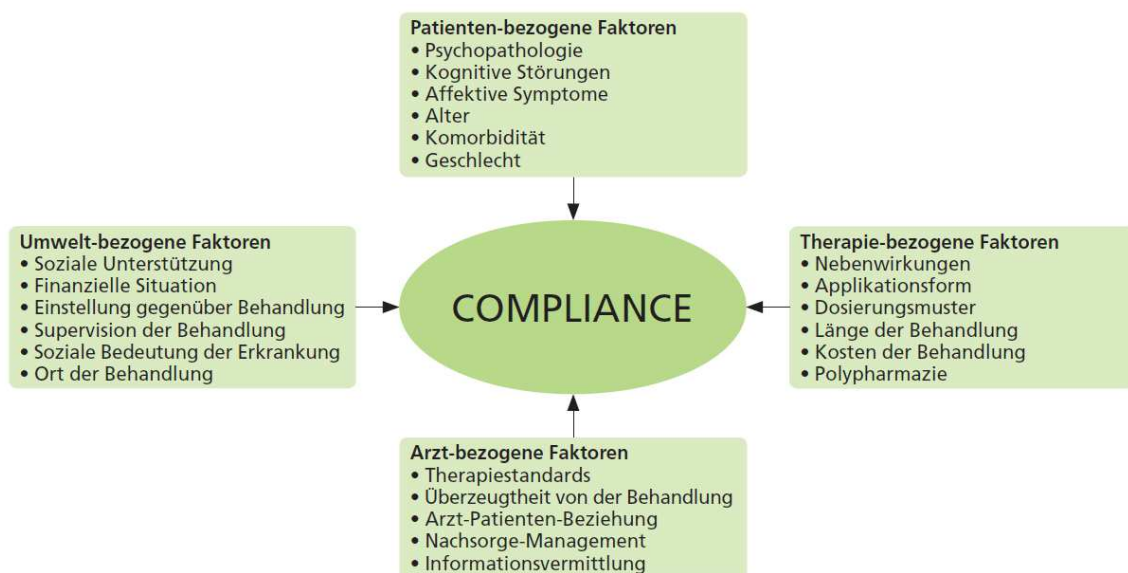 Patienten-bezogene Faktoren
• Psychopathologie
• Kognitive Störungen
• Affektive Symptome
• Alter
• Komorbidität
• Geschlecht
Umwelt-bezogene Faktoren
• Soziale Unterstützung
• Finanzielle Situation
• Einstellung gegenüber Behandlung
• Supervision der Behandlung
• Soziale Bedeutung der Erkrankung
• Ort der Behandlung
COMPLIANCE
Therapie-bezogene Faktoren
• Nebenwirkungen
• Applikationsform
• Dosierungsmuster
• Länge der Behandlung
• Kosten der Behandlung
• Polypharmazie
Arzt-bezogene Faktoren
• Therapiestandards
• Überzeugtheit von der Behandlung
• Arzt-Patienten-Beziehung
• Nachsorge-Management
• Informationsvermittlung